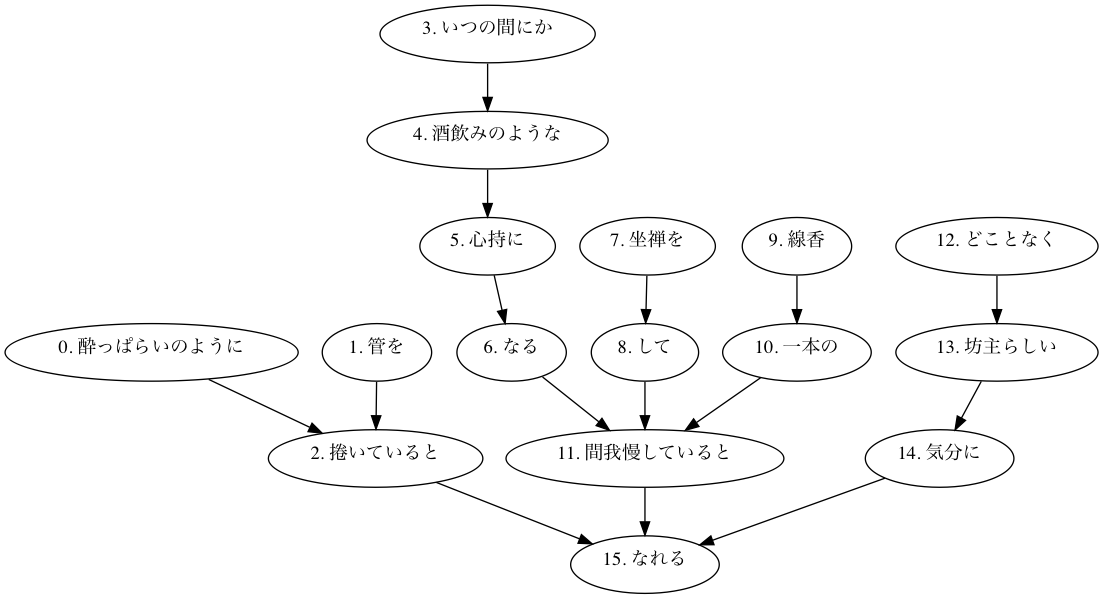 3. いつの間にか
4. 酒飲みのような
5. 心持に
7. 坐禅を
9. 線香
12. どことなく
0. 酔っぱらいのように
1. 管を
6. なる
8. して
10. 一本の
13. 坊主らしい
2. 捲いていると
11. 間我慢していると
14. 気分に
15. なれる